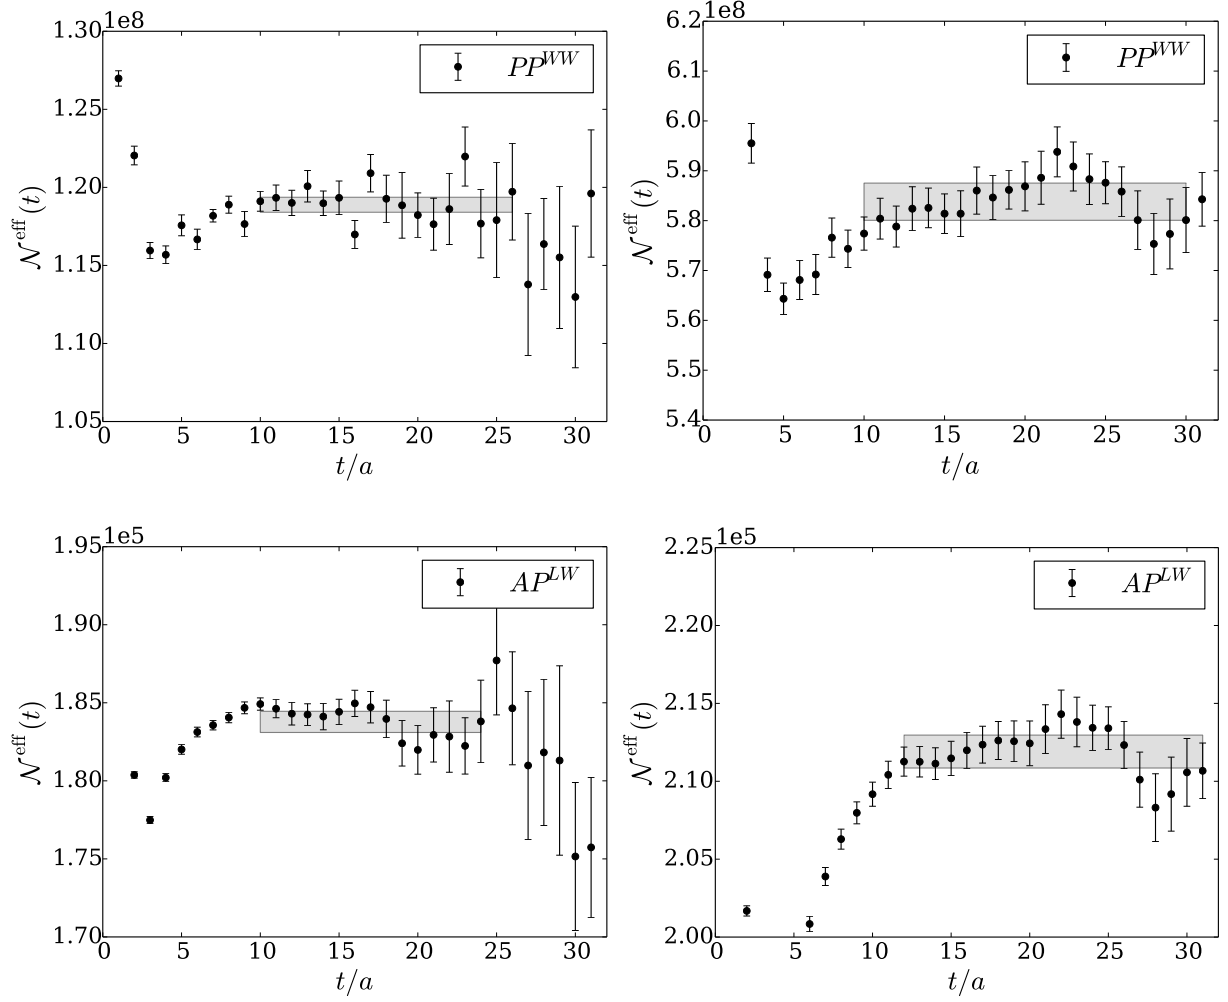 1e8
1.30
1.25
1.20
1.15
1.10
1.05
0 5 10 15 20 25 30
t/a
𝒩^eff(t)
PP^WW
1e8
6.2
6.1
6.0
5.9
5.8
5.7
5.6
5.5
5.4
0 5 10 15 20 25 30
t/a
𝒩^eff(t)
PP^WW
1e5
1.95
1.90
1.85
1.80
1.75
1.70
0 5 10 15 20 25 30
t/a
𝒩^eff(t)
AP^LW
1e5
2.25
2.20
2.15
2.10
2.05
2.00
0 5 10 15 20 25 30
t/a
𝒩^eff(t)
AP^LW